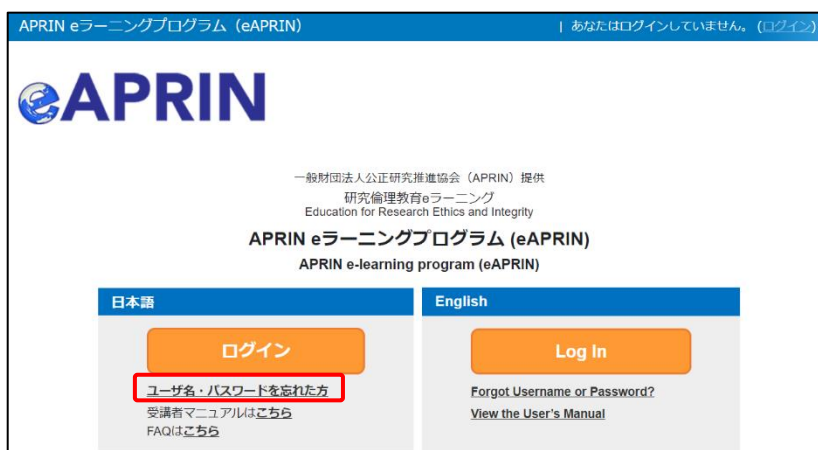 APRIN eラーニングプログラム（eAPRIN） | あなたはログインしていません。 (ログイン)
eAPRIN
一般財団法人公正研究推進協会（APRIN）提供
研究倫理教育eラーニング
Education for Research Ethics and Integrity
APRIN eラーニングプログラム (eAPRIN)
APRIN e-learning program (eAPRIN)
日本語
ログイン
ユーザ名・パスワードを忘れた方
受講者マニュアルはこちら
FAQはこちら
English
Log In
Forgot Username or Password?
View the User's Manual